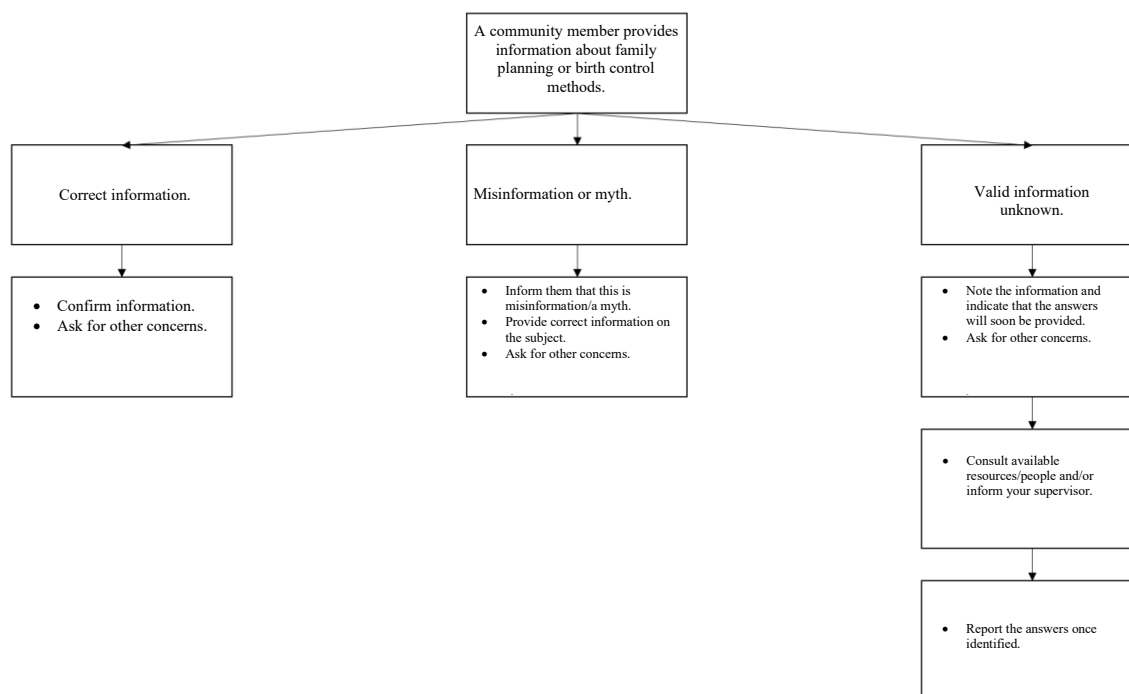 A community member provides
information about family
planning or birth control
methods.
Correct information.
Misinformation or myth.
Valid information
unknown.
• Confirm information.
• Ask for other concerns.
• Inform them that this is
misinformation/a myth.
• Provide correct information on
the subject.
• Ask for other concerns.
• Note the information and
indicate that the answers
will soon be provided.
• Ask for other concerns.
• Consult available
resources/people and/or
inform your supervisor.
• Report the answers once
identified.